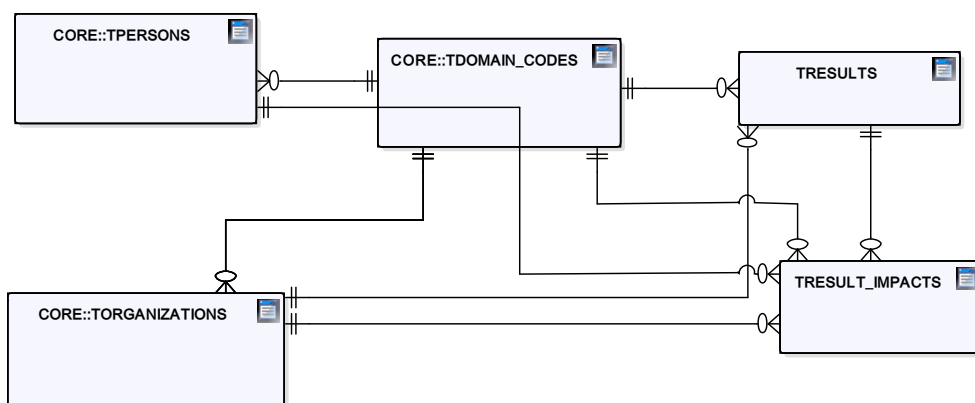 CORE::TPERSONS
CORE::TDOMAIN_CODES
TRESULTS
TRESULT_IMPACTS
CORE::TORGANIZATIONS